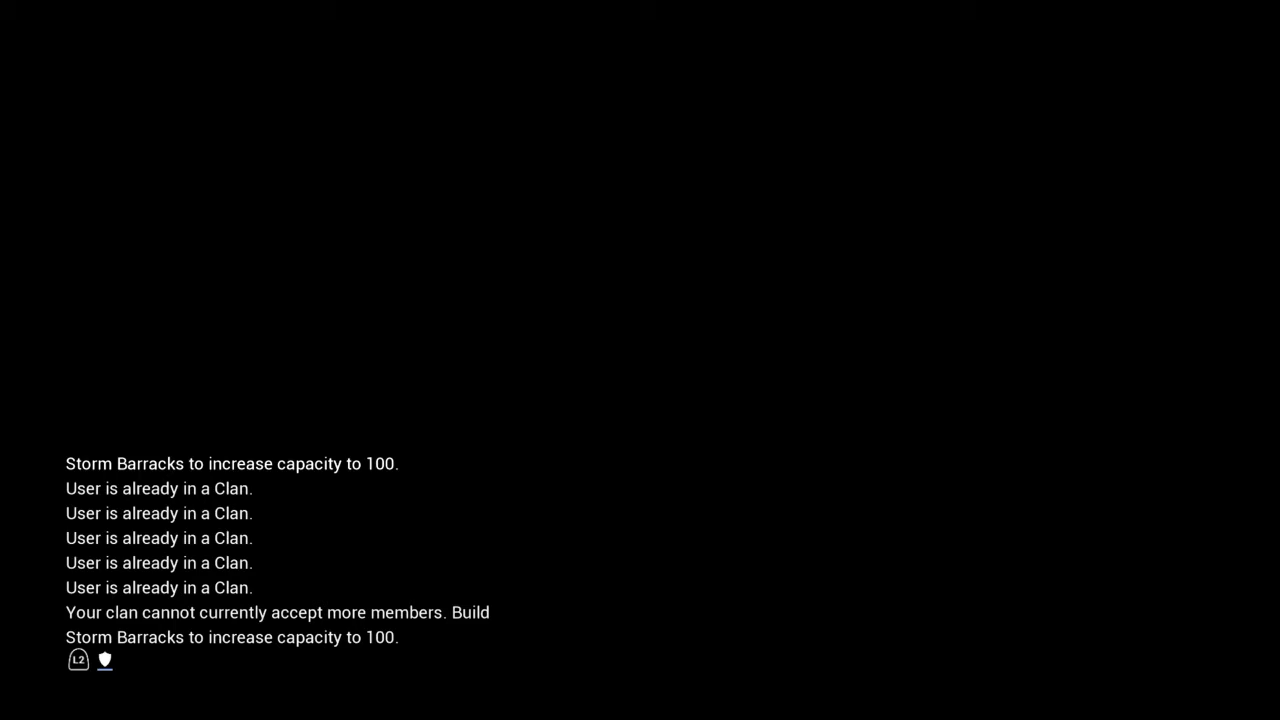 Storm Barracks to increase capacity to 100.
User is already in a Clan.
User is already in a Clan.
User is already in a Clan.
User is already in a Clan.
User is already in a Clan.
Your clan cannot currently accept more members. Build
Storm Barracks to increase capacity to 100.
L2